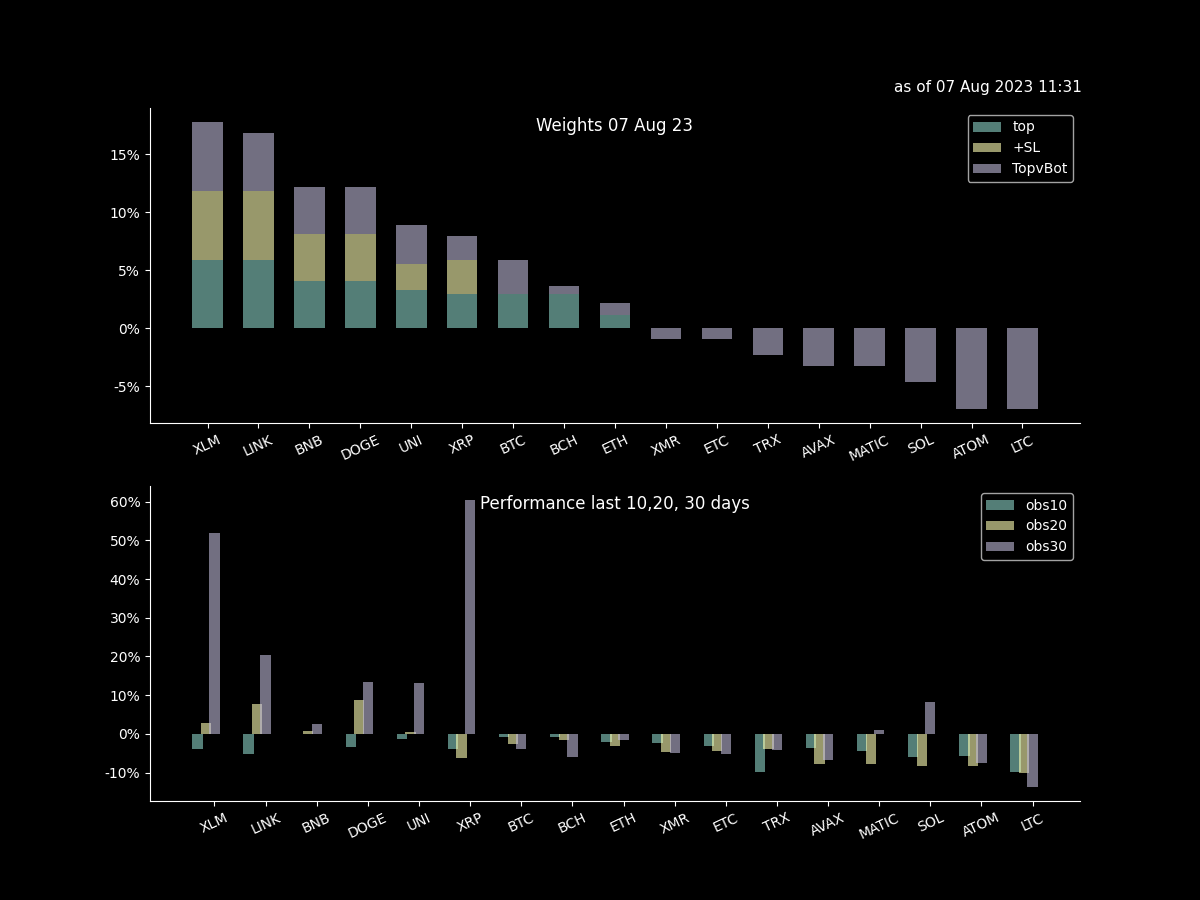 as of 07 Aug 2023 11:31
Weights 07 Aug 23
top
+SL
TopvBot
15%
10%
5%
0%
-5%
XLM LINK BNB DOGE UNI XRP BTC BCH ETH XMR ETC TRX AVAX MATIC SOL ATOM LTC
Performance last 10,20, 30 days
obs10
obs20
obs30
60%
50%
40%
30%
20%
10%
0%
-10%
XLM LINK BNB DOGE UNI XRP BTC BCH ETH XMR ETC TRX AVAX MATIC SOL ATOM LTC